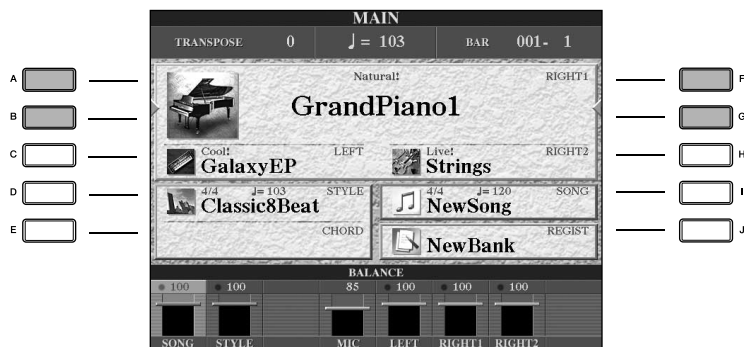 MAIN
TRANSPOSE 0 ♩= 103 BAR 001- 1
A Natural! RIGHT1 F
B GrandPiano1 G
C Cool! LEFT Live! RIGHT2 H
GalaxyEP Strings
D 4/4 ♩=103 STYLE 4/4 ♩=120 SONG I
Classic8Beat NewSong
E CHORD REGIST J
NewBank
BALANCE
100 100 85 100 100 100
SONG STYLE MIC LEFT RIGHT1 RIGHT2